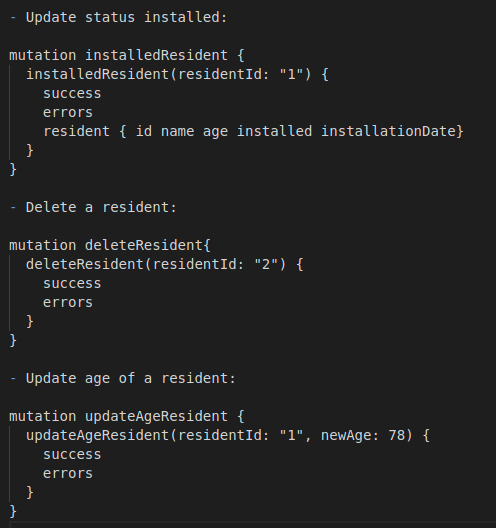 - Update status installed:
mutation installedResident {
installedResident(residentId: "1") {
success
errors
resident { id name age installed installationDate}
}
}
- Delete a resident:
mutation deleteResident{
deleteResident(residentId: "2") {
success
errors
}
}
- Update age of a resident:
mutation updateAgeResident {
updateAgeResident(residentId: "1", newAge: 78) {
success
errors
}
}